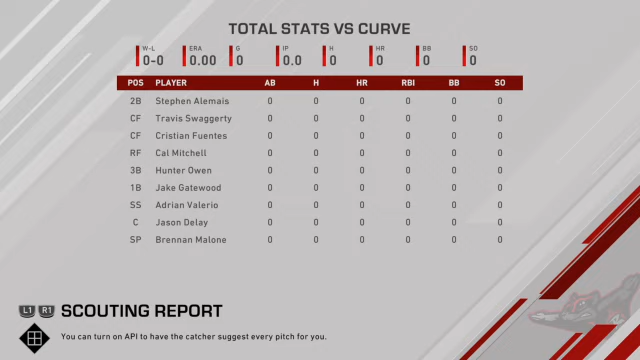 TOTAL STATS VS CURVE
W-L ERA G IP H HR BB SO
0-0 0.00 0 0.0 0 0 0 0
POS PLAYER AB H HR RBI BB SO
2B Stephen Alemais 0 0 0 0 0 0
CF Travis Swaggerty 0 0 0 0 0 0
CF Cristian Fuentes 0 0 0 0 0 0
RF Cal Mitchell 0 0 0 0 0 0
3B Hunter Owen 0 0 0 0 0 0
1B Jake Gatewood 0 0 0 0 0 0
SS Adrian Valerio 0 0 0 0 0 0
C Jason Delay 0 0 0 0 0 0
SP Brennan Malone 0 0 0 0 0 0
L1 R1 SCOUTING REPORT
You can turn on API to have the catcher suggest every pitch for you.